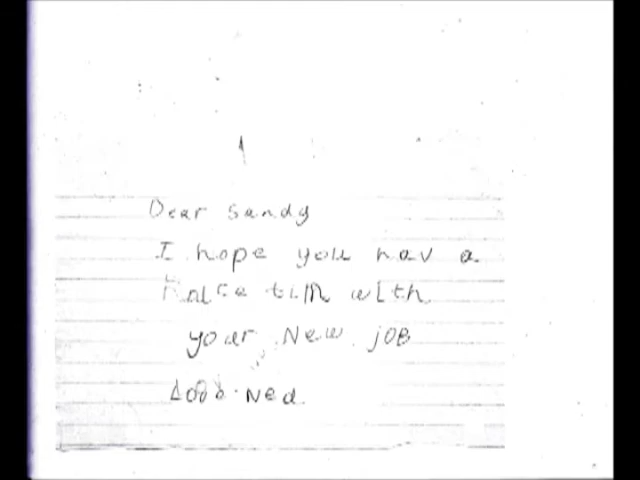 Dear Sandy
I hope you hav a
tim with
your New job
Ned.